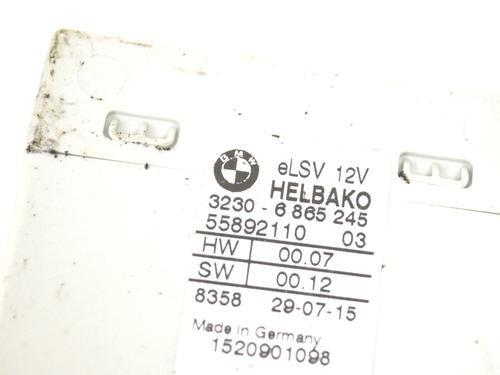 BMW
eLSV 12V
HELBAKO
3230 - 6 865 245
55892110 03
HW 00.07
SW 00.12
8358 29-07-15
Made in Germany
1520901098